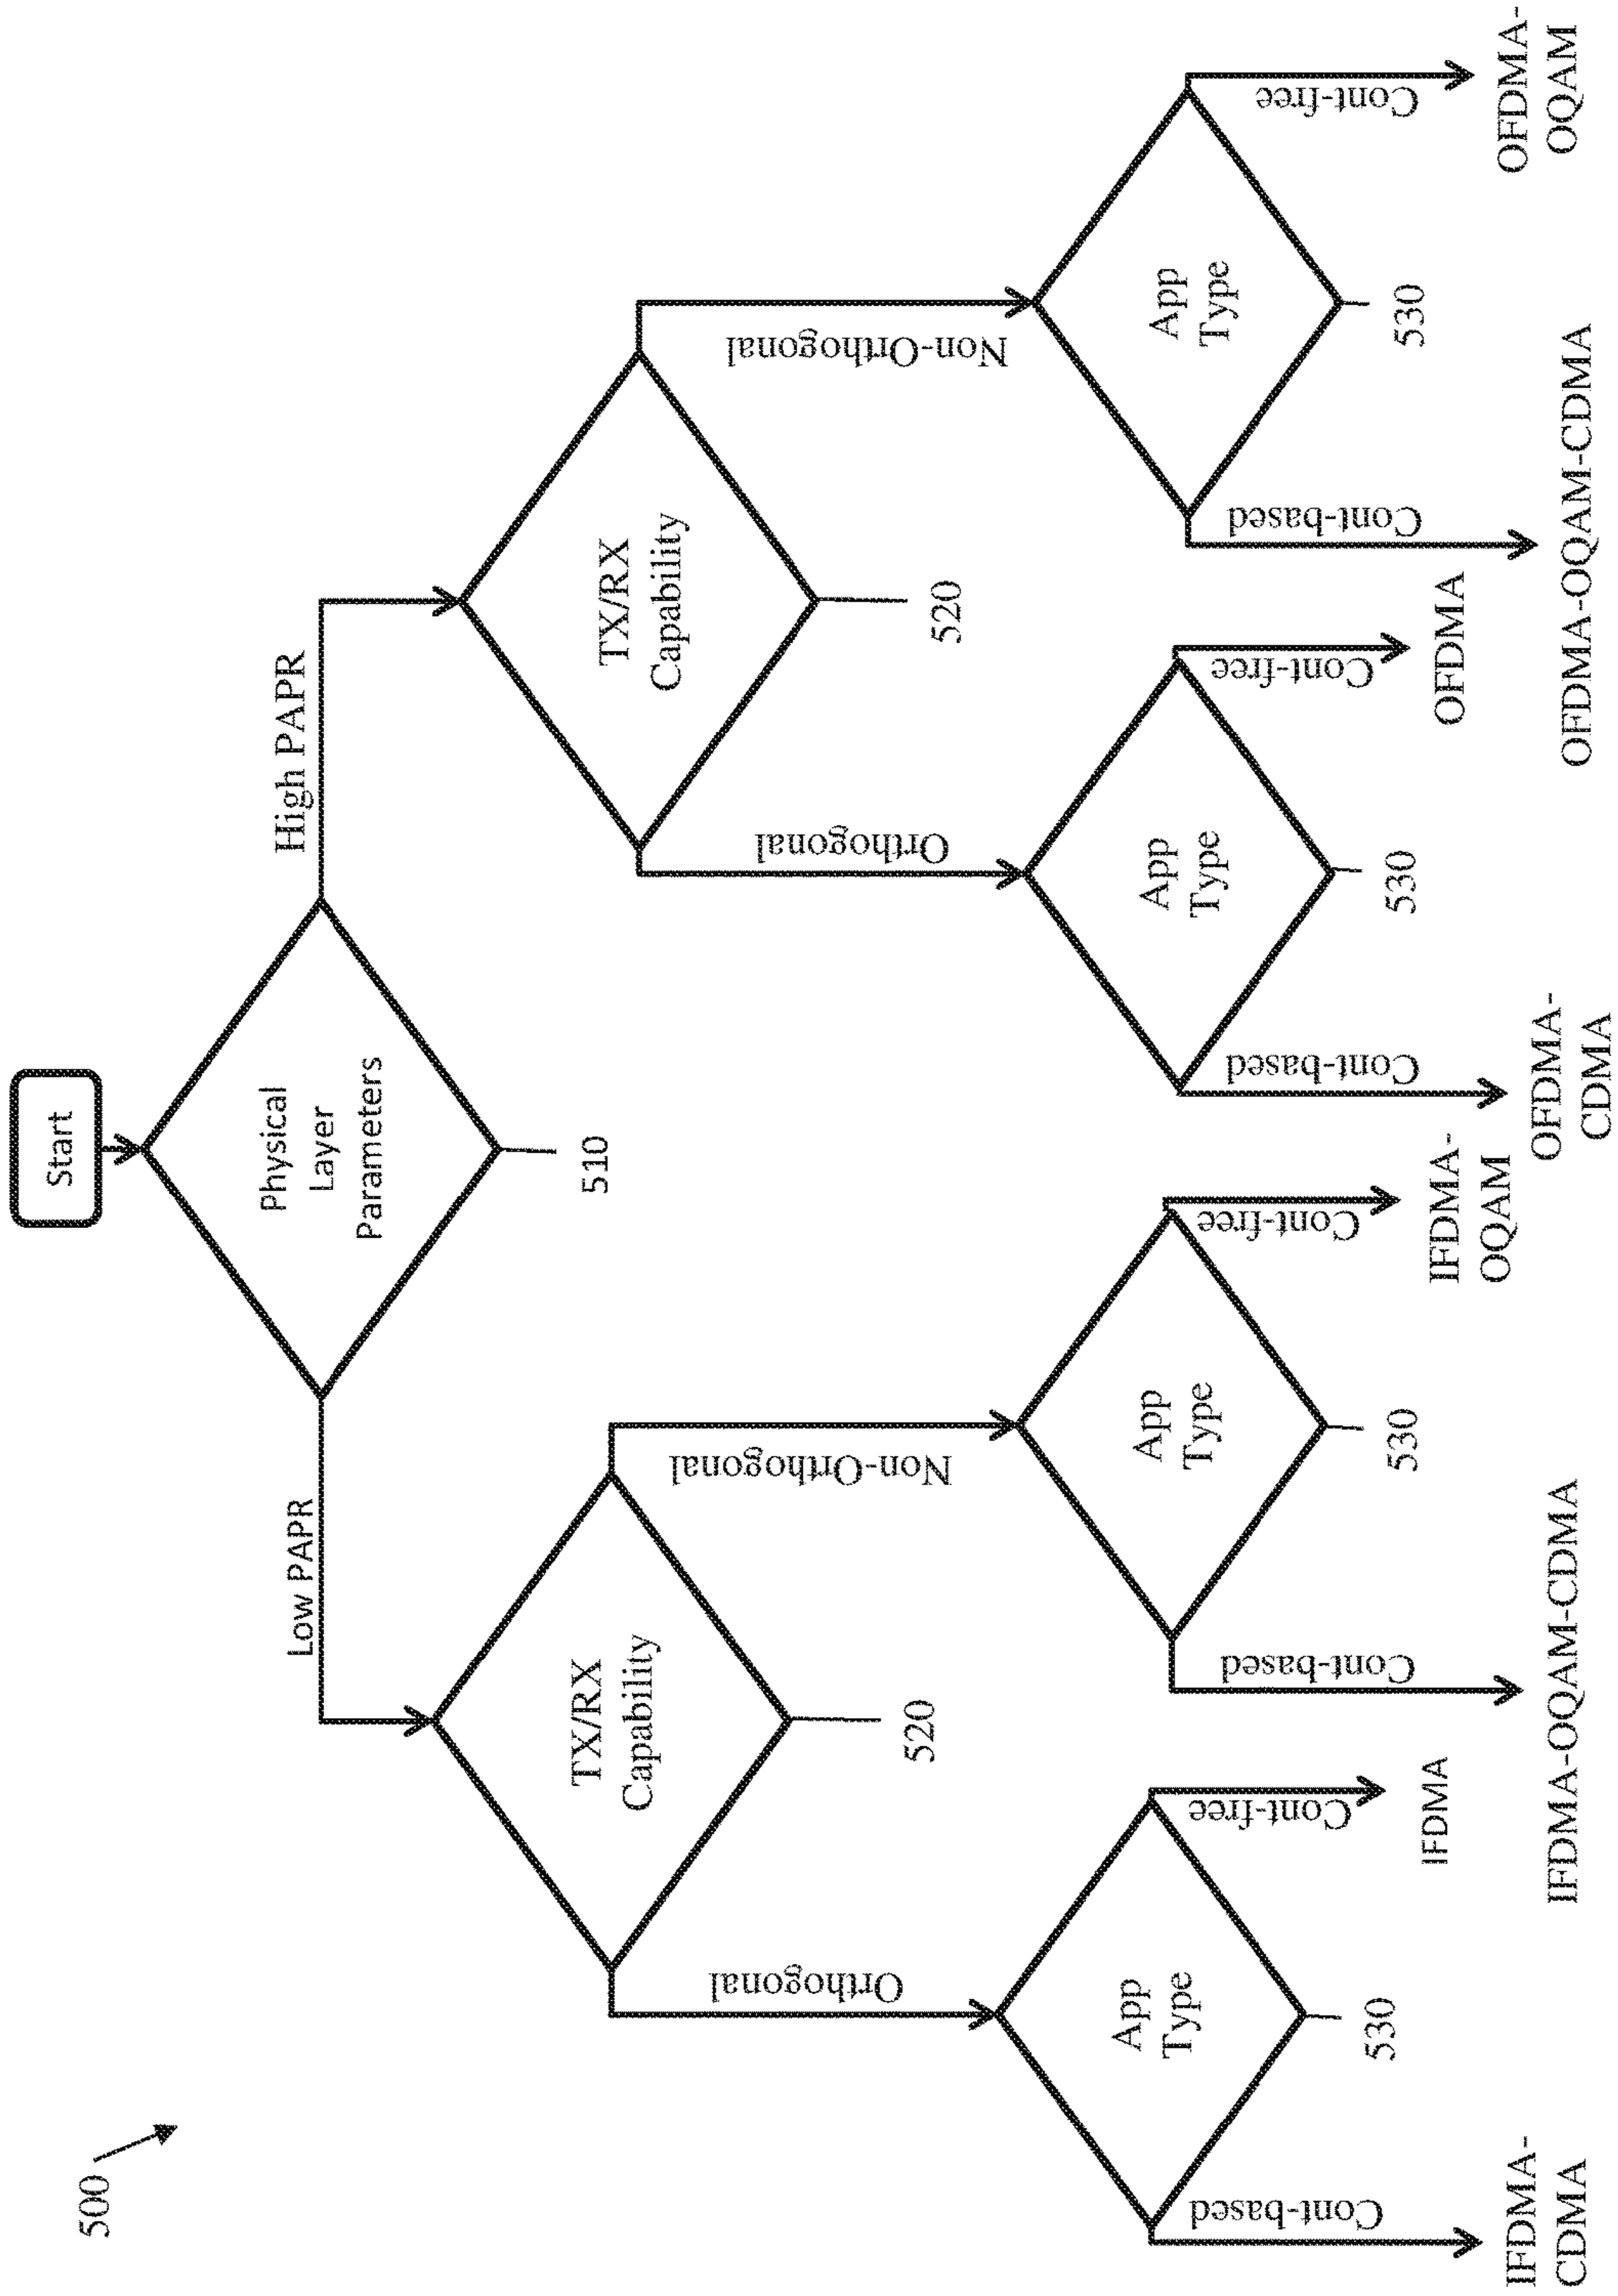 500
Start
Physical
Layer
Parameters
510
Low PAPR
High PAPR
TX/RX
Capability
520
TX/RX
Capability
520
Orthogonal
Non-Orthogonal
Orthogonal
Non-Orthogonal
App
Type
530
App
Type
530
App
Type
530
App
Type
530
Cont-based
Cont-free
Cont-based
Cont-free
Cont-based
Cont-free
Cont-based
Cont-free
IFDMA-
CDMA
IFDMA
IFDMA-OQAM-CDMA
IFDMA-
OQAM
OFDMA-
CDMA
OFDMA
OFDMA-OQAM-CDMA
OFDMA-
OQAM